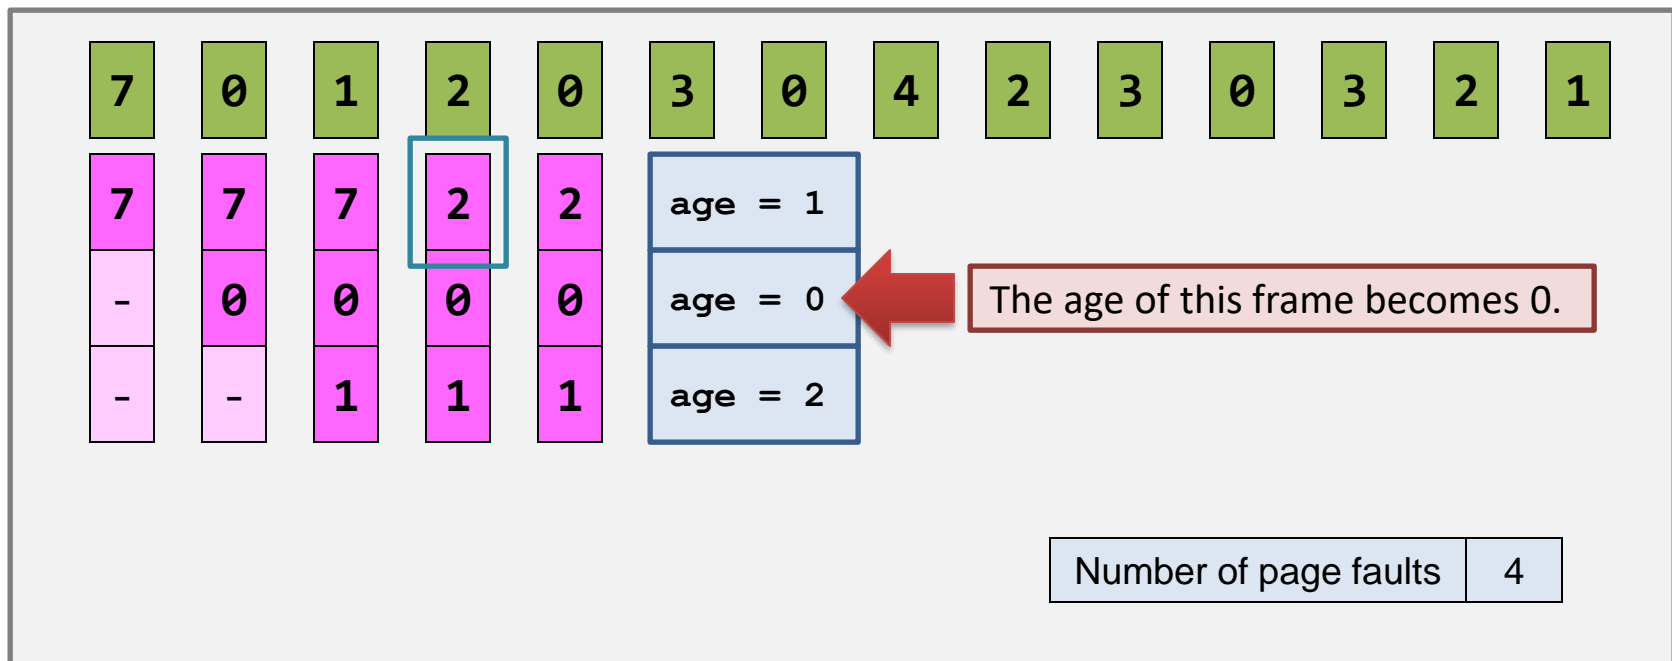 7 0 1 2 0 3 0 4 2 3 0 3 2 1
7 7 7 2 2 age = 1
- 0 0 0 0 age = 0 The age of this frame becomes 0.
- - 1 1 1 age = 2
Number of page faults 4